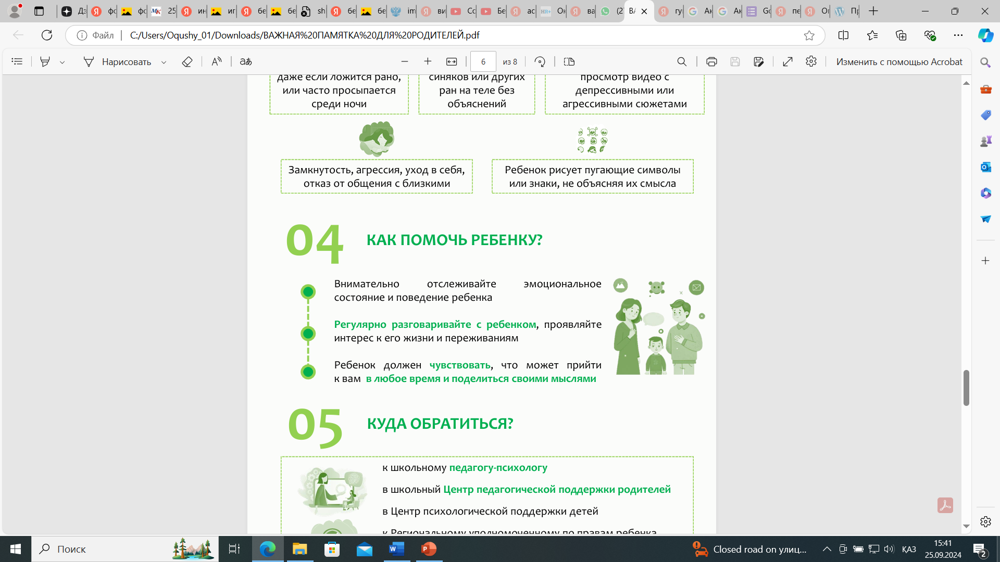 Дз
фо
фо
25
ин
иг
бе
бе
sh
бе
бе
im
ви
Сс
Бе
ас
Ок
ва
(27
ВА
гуг
Ак
Ак
Go
пе
Ог
Пр
Файл
C:/Users/Oqushy_01/Downloads/ВАЖНАЯ%20ПАМЯТКА%20ДЛЯ%20РОДИТЕЛЕЙ.pdf
Нарисовать
6 из 8
Изменить с помощью Acrobat
даже если ложится рано,
или часто просыпается
среди ночи
синяков или других
ран на теле без
объяснений
просмотр видео с
депрессивными или
агрессивными сюжетами
Замкнутость, агрессия, уход в себя,
отказ от общения с близкими
Ребенок рисует пугающие символы
или знаки, не объясняя их смысла
04 КАК ПОМОЧЬ РЕБЕНКУ?
Внимательно отслеживайте эмоциональное
состояние и поведение ребенка
Регулярно разговаривайте с ребенком, проявляйте
интерес к его жизни и переживаниям
Ребенок должен чувствовать, что может прийти
к вам в любое время и поделиться своими мыслями
05 КУДА ОБРАТИТЬСЯ?
к школьному педагогу-психологу
в школьный Центр педагогической поддержки родителей
в Центр психологической поддержки детей
к Региональному уполномоченному по правам ребенка
Поиск
Closed road on улиц...
ҚАЗ
15:41
25.09.2024
2